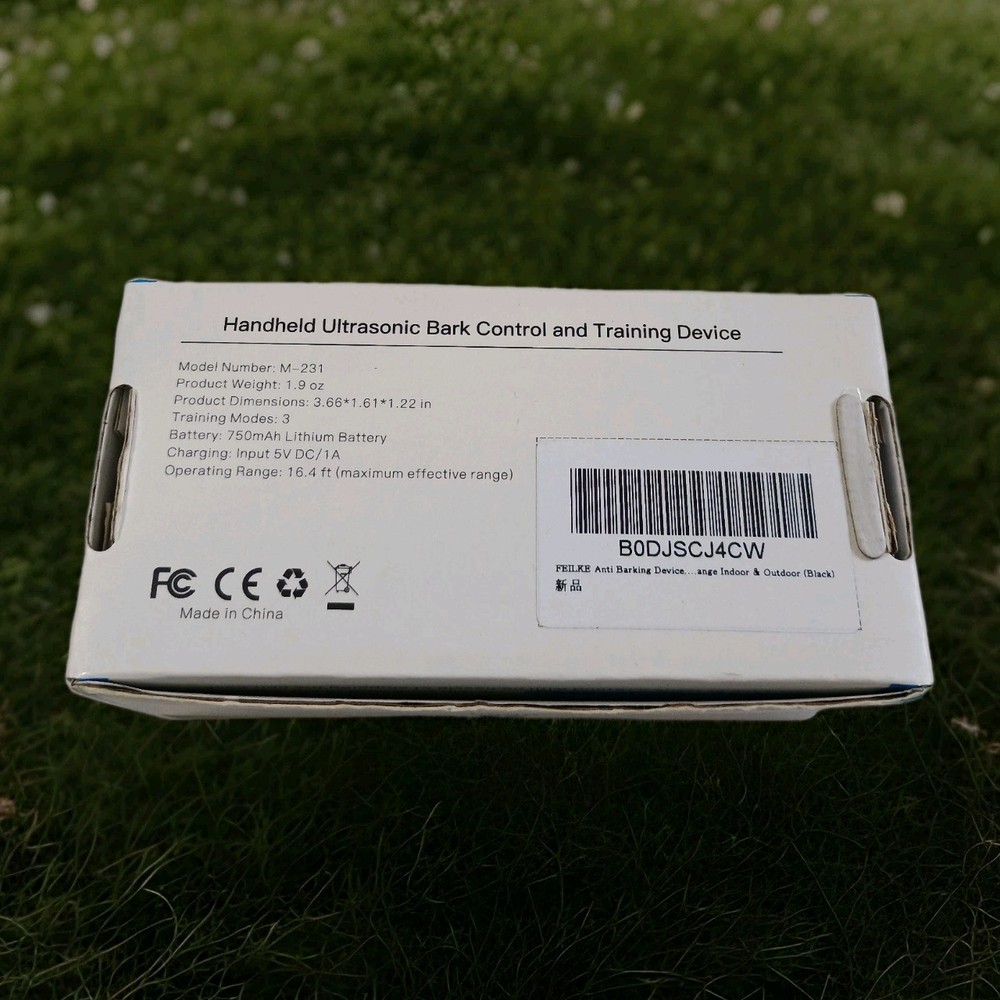 Handheld Ultrasonic Bark Control and Training Device
Model Number: M-231
Product Weight: 1.9 oz
Product Dimensions: 3.66*1.61*1.22 in
Training Modes: 3
Battery: 750mAh Lithium Battery
Charging: Input 5V DC/1A
Operating Range: 16.4 ft (maximum effective range)
B0DJSCJ4CW
FEILKE Anti Barking Device,...ange Indoor & Outdoor (Black)
新品
FC CE
Made in China